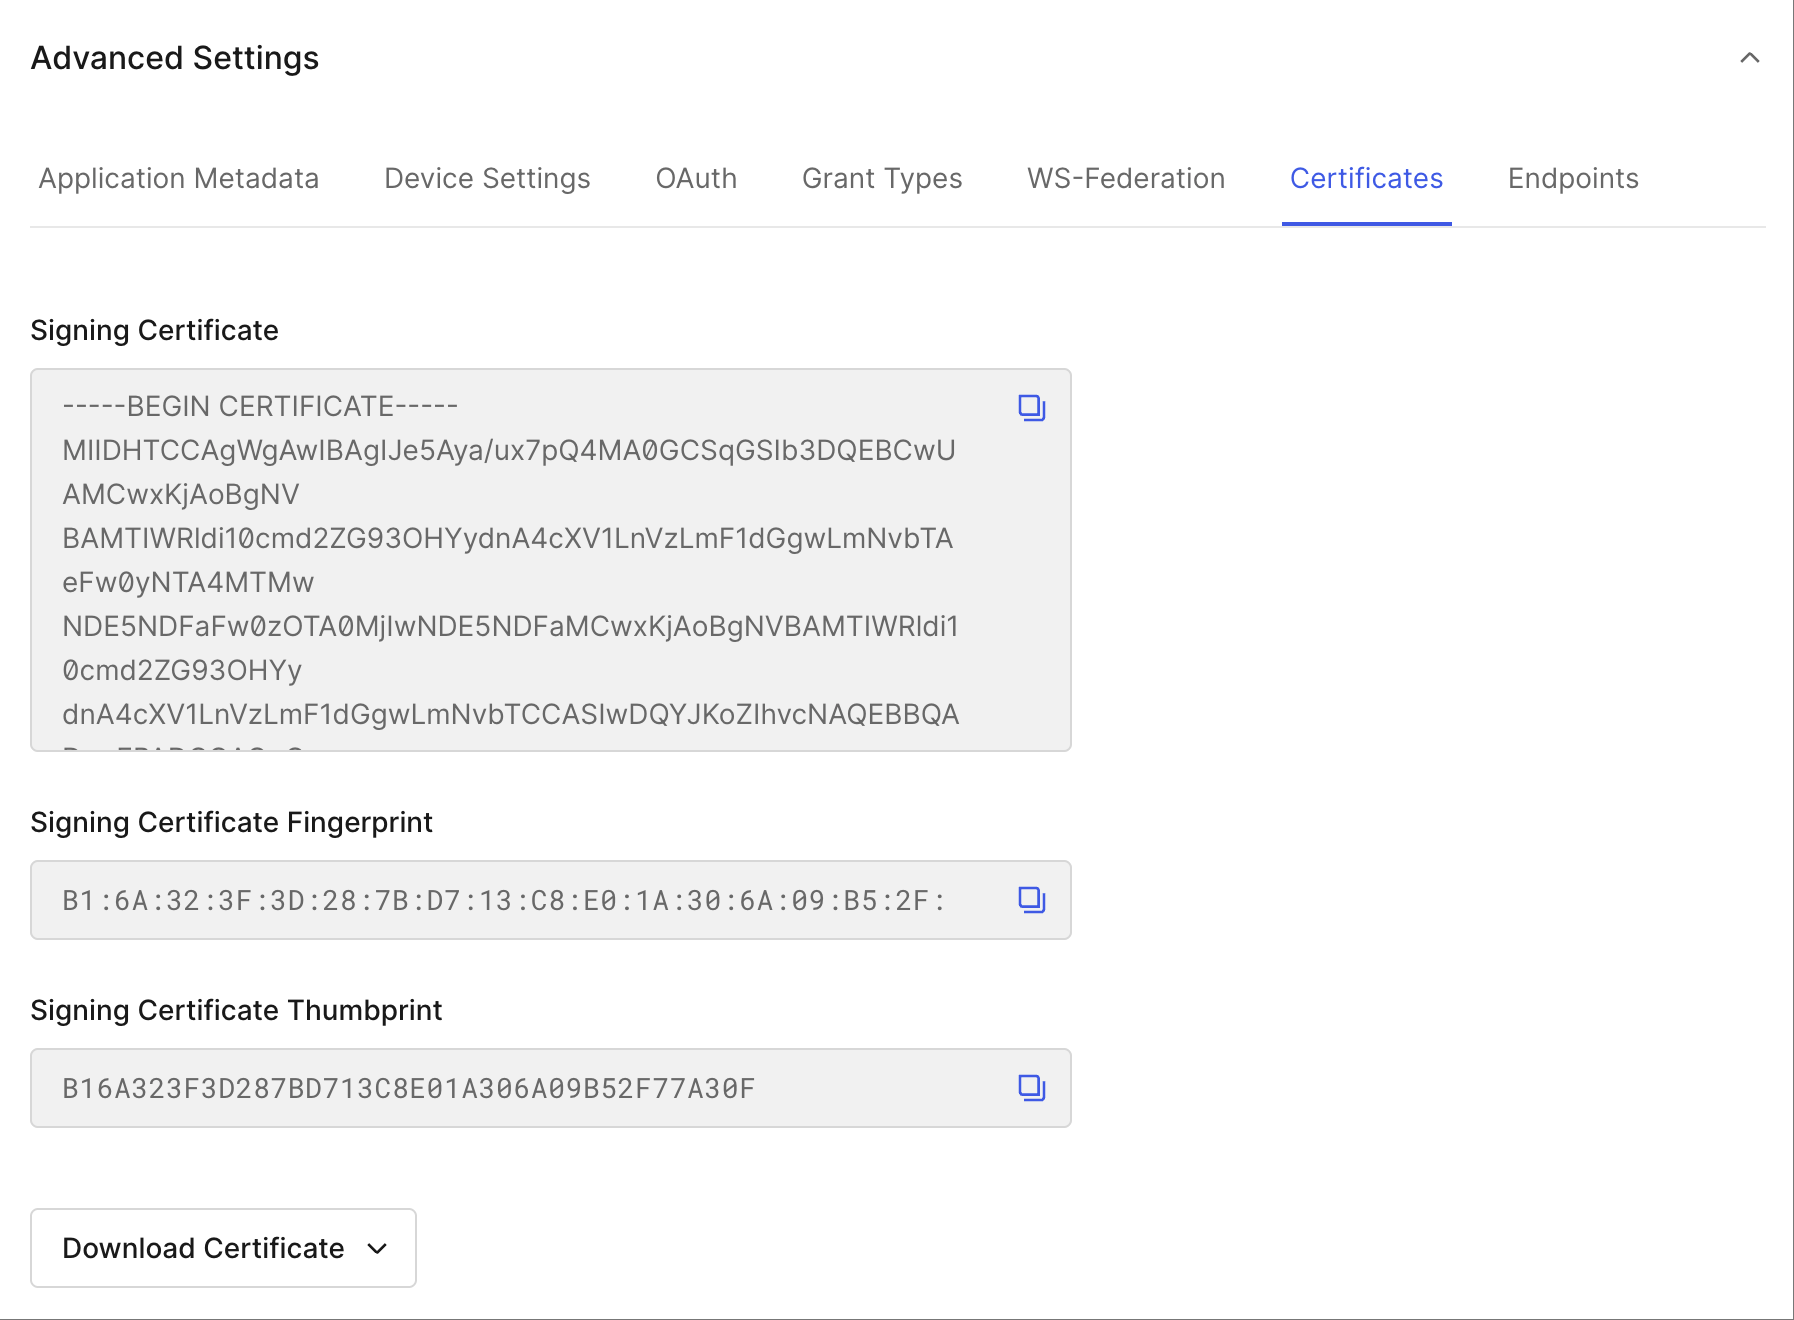 Advanced Settings
Application Metadata Device Settings OAuth Grant Types WS-Federation Certificates Endpoints
Signing Certificate
-----BEGIN CERTIFICATE-----
MIIDHTCCAgWgAwIBAgIJe5Aya/ux7pQ4MA0GCSqGSIb3DQEBCwU
AMCwxKjAoBgNV
BAMTIWRldi10cmd2ZG93OHYydnA4cXV1LnVzLmF1dGgwLmNvbTA
eFw0yNTA4MTMw
NDE5NDFaFw0zOTA0MjIwNDE5NDFaMCwxKjAoBgNVBAMTIWRldi1
0cmd2ZG93OHYy
dnA4cXV1LnVzLmF1dGgwLmNvbTCCASIwDQYJKoZIhvcNAQEBBQA
Signing Certificate Fingerprint
B1:6A:32:3F:3D:28:7B:D7:13:C8:E0:1A:30:6A:09:B5:2F:
Signing Certificate Thumbprint
B16A323F3D287BD713C8E01A306A09B52F77A30F
Download Certificate